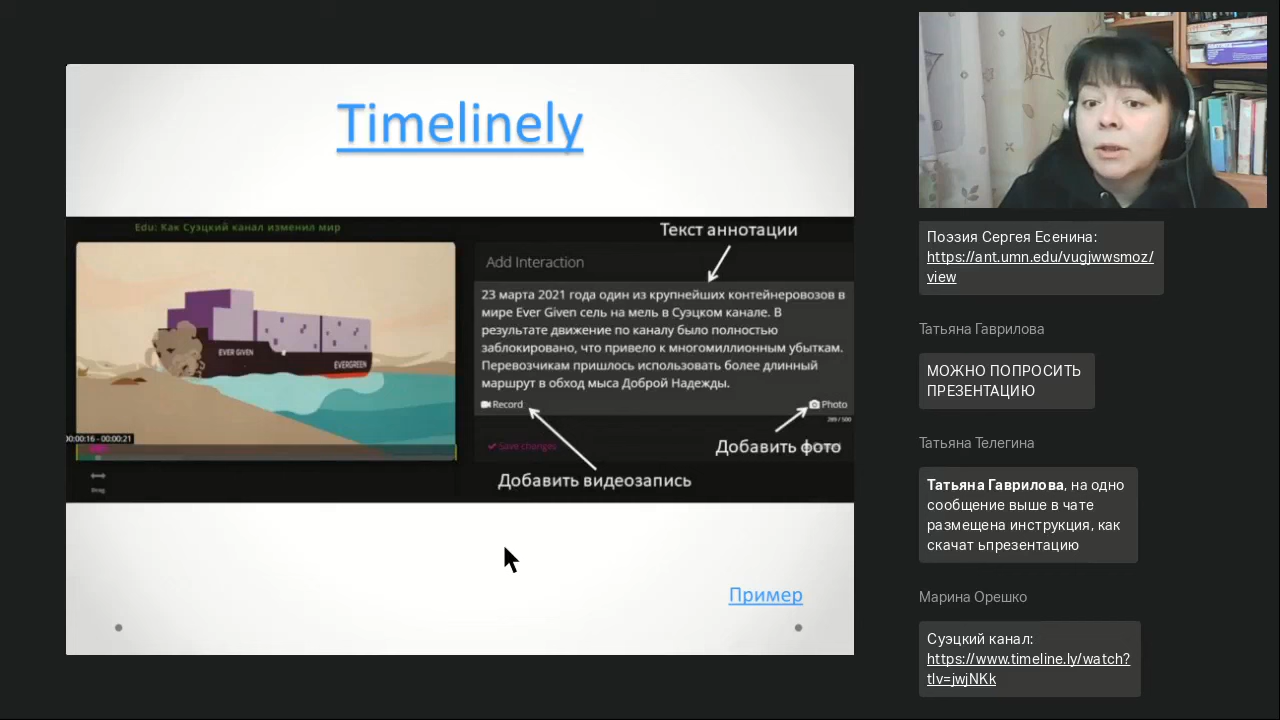 Timelinely
Edu: Как Суэцкий канал изменил мир
Текст аннотации
Add Interaction
23 марта 2021 года один из крупнейших контейнеровозов в
мире Ever Given сель на мель в Суэцком канале. В
результате движение по каналу было полностью
заблокировано, что привело к многомиллионным убыткам.
Перевозчикам пришлось использовать более длинный
маршрут в обход мыса Доброй Надежды.
Record
Photo
289 / 500
EVER GIVEN
EVERGREEN
00:00:16 - 00:00:21
Save changes
Добавить фото
Добавить видеозапись
Drag
Пример
Поэзия Сергея Есенина:
https://ant.umn.edu/vugjwwsmoz/
view
Татьяна Гаврилова
МОЖНО ПОПРОСИТЬ
ПРЕЗЕНТАЦИЮ
Татьяна Телегина
Татьяна Гаврилова, на одно
сообщение выше в чате
размещена инструкция, как
скачат ьпрезентацию
Марина Орешко
Суэцкий канал:
https://www.timeline.ly/watch?
tlv=jwjNKk